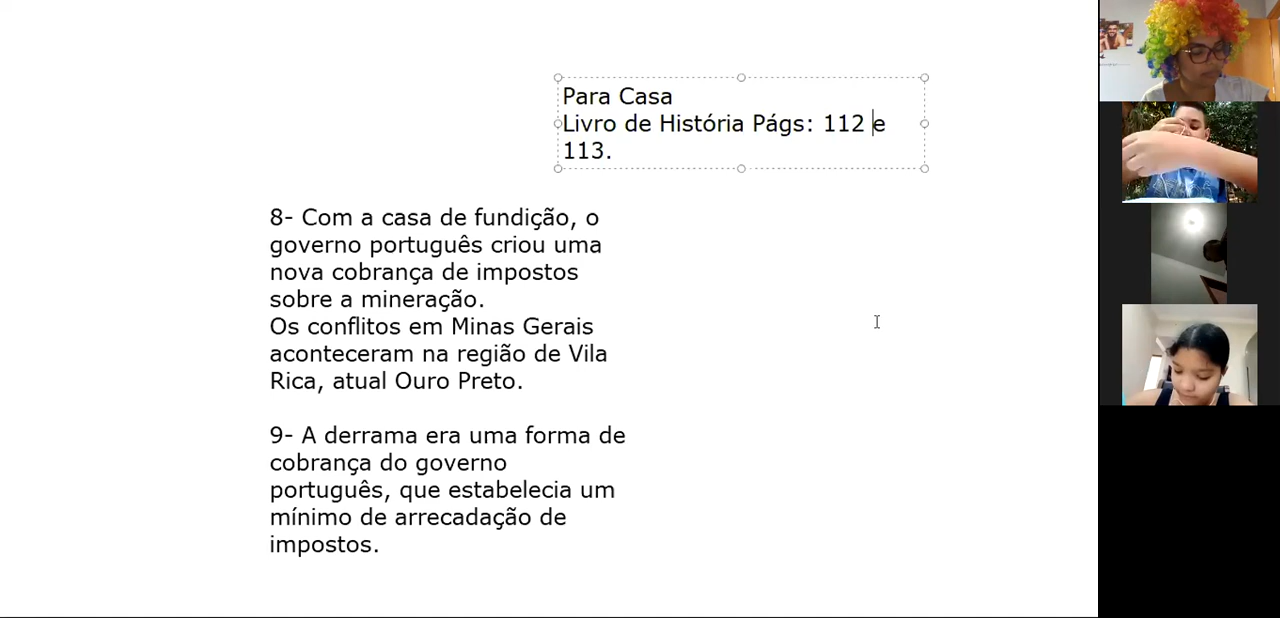 Para Casa
Livro de História Págs: 112 e
113.
8- Com a casa de fundição, o
governo português criou uma
nova cobrança de impostos
sobre a mineração.
Os conflitos em Minas Gerais
aconteceram na região de Vila
Rica, atual Ouro Preto.
9- A derrama era uma forma de
cobrança do governo
português, que estabelecia um
mínimo de arrecadação de
impostos.